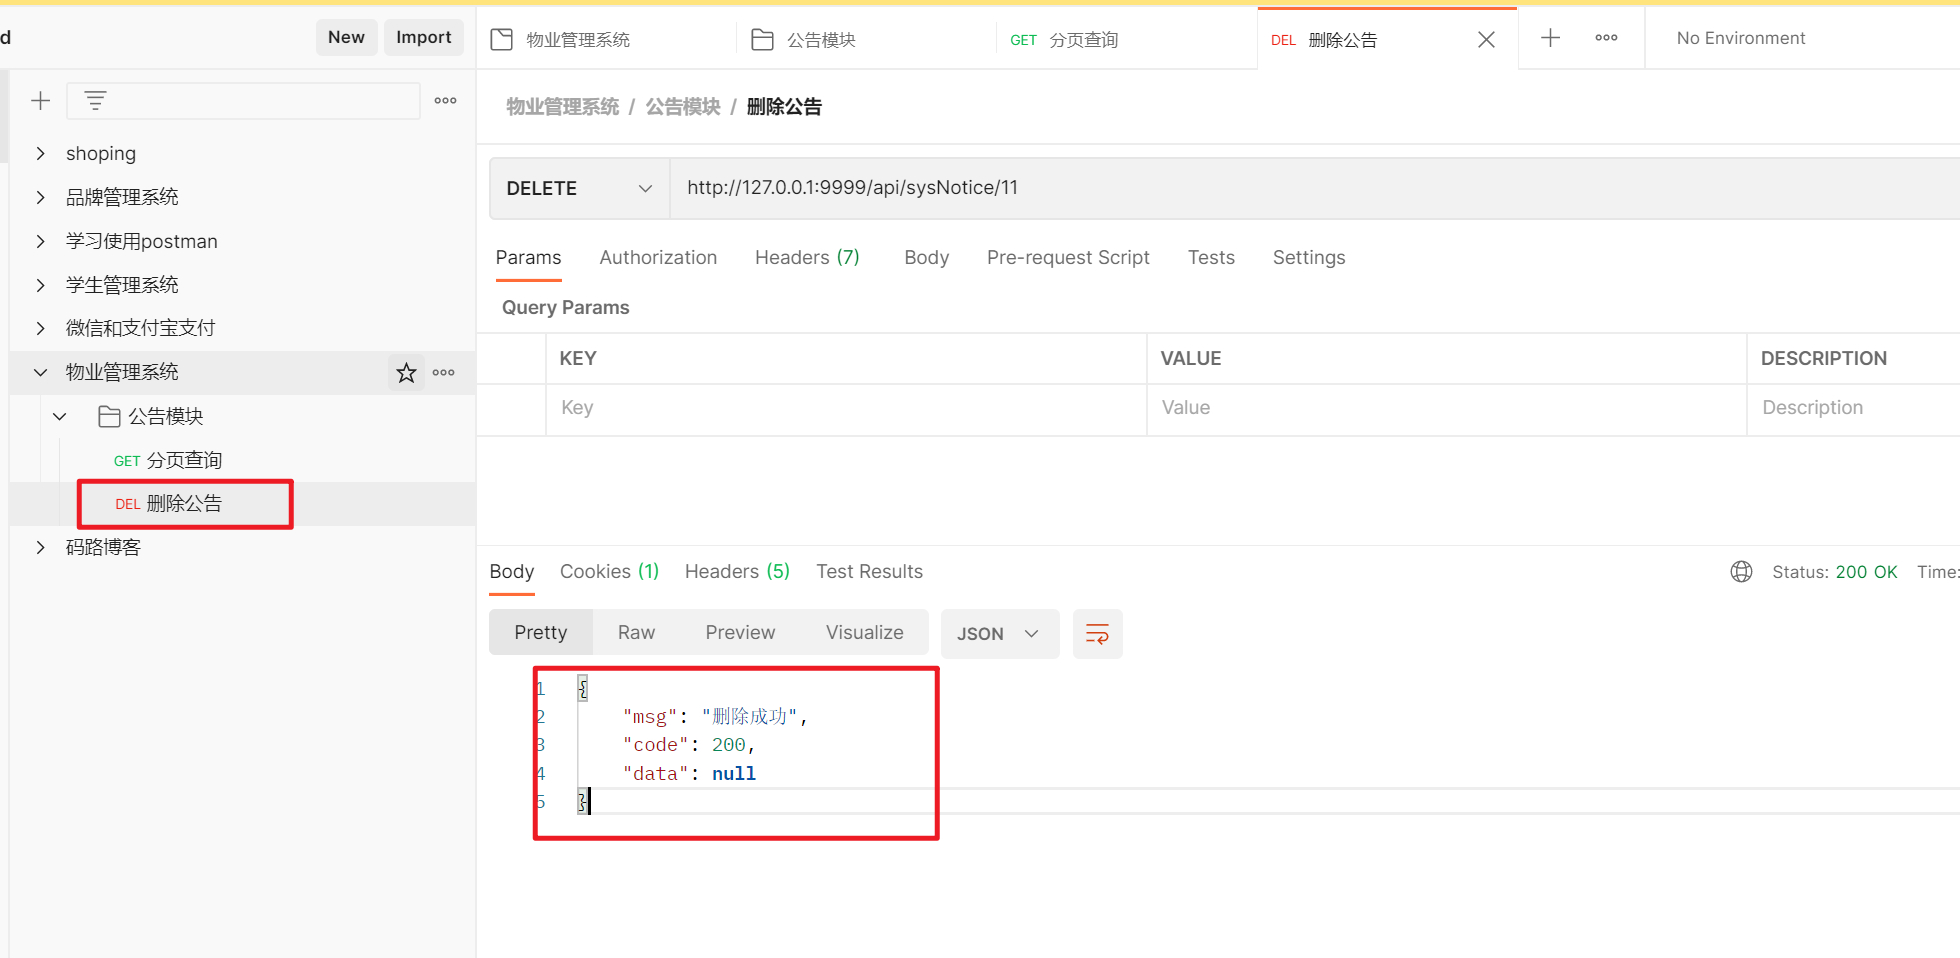 d
New
Import
物业管理系统
公告模块
GET 分页查询
DEL 删除公告
No Environment
shoping
品牌管理系统
学习使用postman
学生管理系统
微信和支付宝支付
物业管理系统
公告模块
GET 分页查询
DEL 删除公告
码路博客
物业管理系统 / 公告模块 / 删除公告
DELETE
http://127.0.0.1:9999/api/sysNotice/11
Params
Authorization
Headers (7)
Body
Pre-request Script
Tests
Settings
Query Params
KEY
VALUE
DESCRIPTION
Key
Value
Description
Body
Cookies (1)
Headers (5)
Test Results
Status: 200 OK
Time:
Pretty
Raw
Preview
Visualize
JSON
1 {
2 "msg": "删除成功",
3 "code": 200,
4 "data": null
5 }